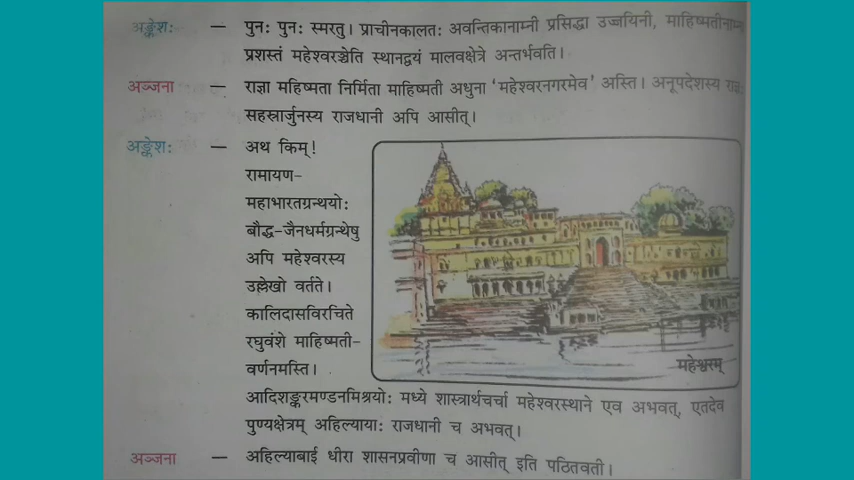 अङ्केशः — पुनः पुनः स्मरतु। प्राचीनकालतः अवन्तिकानाम्नी प्रसिद्धा उज्जयिनी,
प्रशस्तं महेश्वरञ्चेति स्थानद्वयं मालवक्षेत्रे अन्तर्भवति।
अञ्जना — राज्ञा महिष्मता निर्मिता माहिष्मती अधुना 'महेश्वरनगरमेव' अस्ति। अनूपदेशस्य
सहस्रार्जुनस्य राजधानी अपि आसीत्।
अङ्केशः — अथ किम्!
रामायण-
महाभारतग्रन्थयोः
बौद्ध-जैनधर्मग्रन्थेषु
अपि महेश्वरस्य
उल्लेखो वर्तते।
कालिदासविरचिते
रघुवंशे माहिष्मती-
वर्णनमस्ति।
महेश्वरम्
आदिशङ्करमण्डनमिश्रयोः मध्ये शास्त्रार्थचर्चा महेश्वरस्थाने एव अभवत्, एतदेव
पुण्यक्षेत्रम् अहिल्यायाः राजधानी च अभवत्।
अञ्जना — अहिल्याबाई धीरा शासनप्रवीणा च आसीत् इति पठितवती।